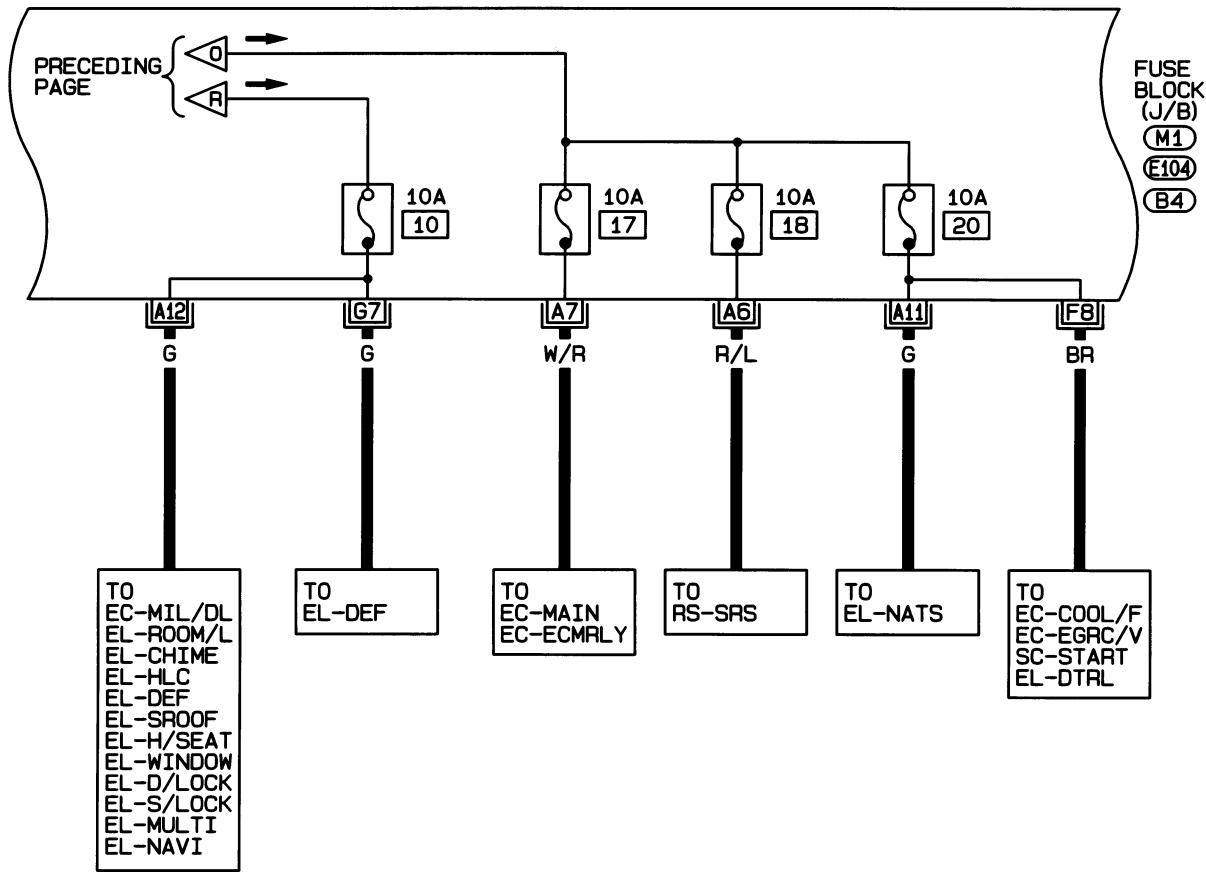 PRECEDING
PAGE
O
R
FUSE
BLOCK
(J/B)
M1
E104
B4
10A
10
10A
17
10A
18
10A
20
A12
G7
A7
A6
A11
F8
G
G
W/R
R/L
G
BR
TO
EC-MIL/DL
EL-ROOM/L
EL-CHIME
EL-HLC
EL-DEF
EL-SROOF
EL-H/SEAT
EL-WINDOW
EL-D/LOCK
EL-S/LOCK
EL-MULTI
EL-NAVI
TO
EL-DEF
TO
EC-MAIN
EC-ECMRLY
TO
RS-SRS
TO
EL-NATS
TO
EC-COOL/F
EC-EGRC/V
SC-START
EL-DTRL